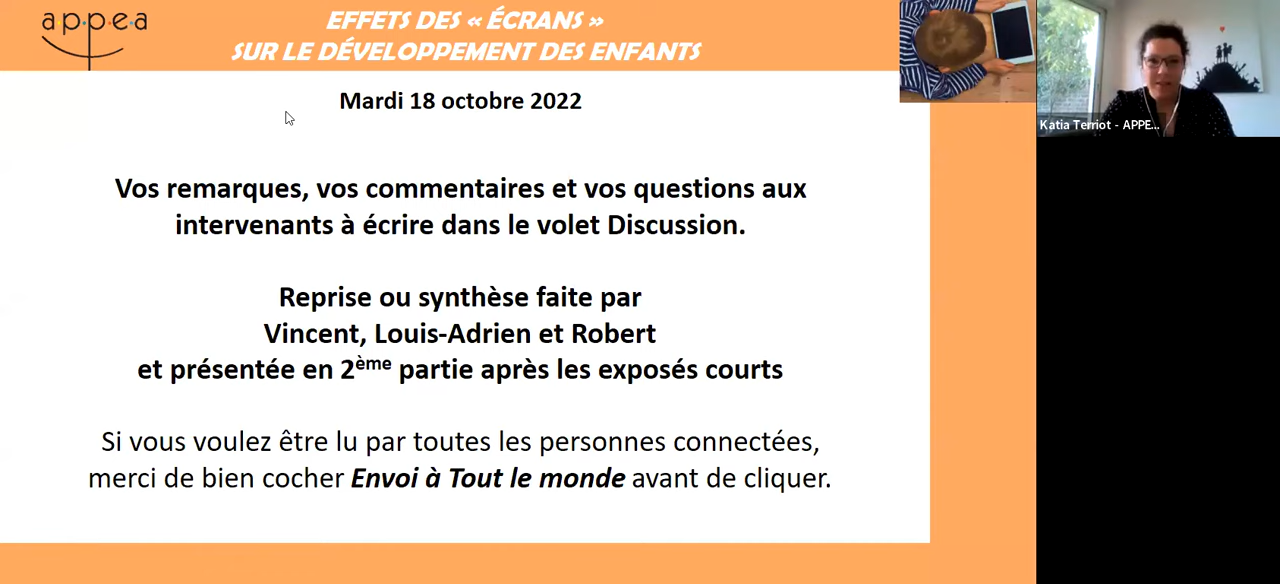 a·p·p·e·a
EFFETS DES « ÉCRANS »
SUR LE DÉVELOPPEMENT DES ENFANTS
Mardi 18 octobre 2022
Vos remarques, vos commentaires et vos questions aux
intervenants à écrire dans le volet Discussion.
Reprise ou synthèse faite par
Vincent, Louis-Adrien et Robert
et présentée en 2ème partie après les exposés courts
Si vous voulez être lu par toutes les personnes connectées,
merci de bien cocher Envoi à Tout le monde avant de cliquer.
Katia Terriot - APPE...